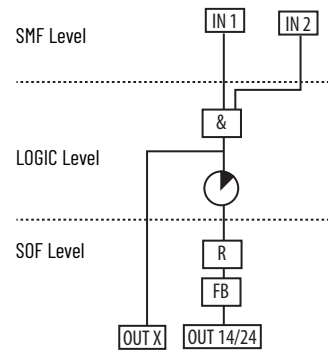 IN 1
IN 2
SMF Level
&
LOGIC Level
SOF Level
R
FB
OUT X
OUT 14/24